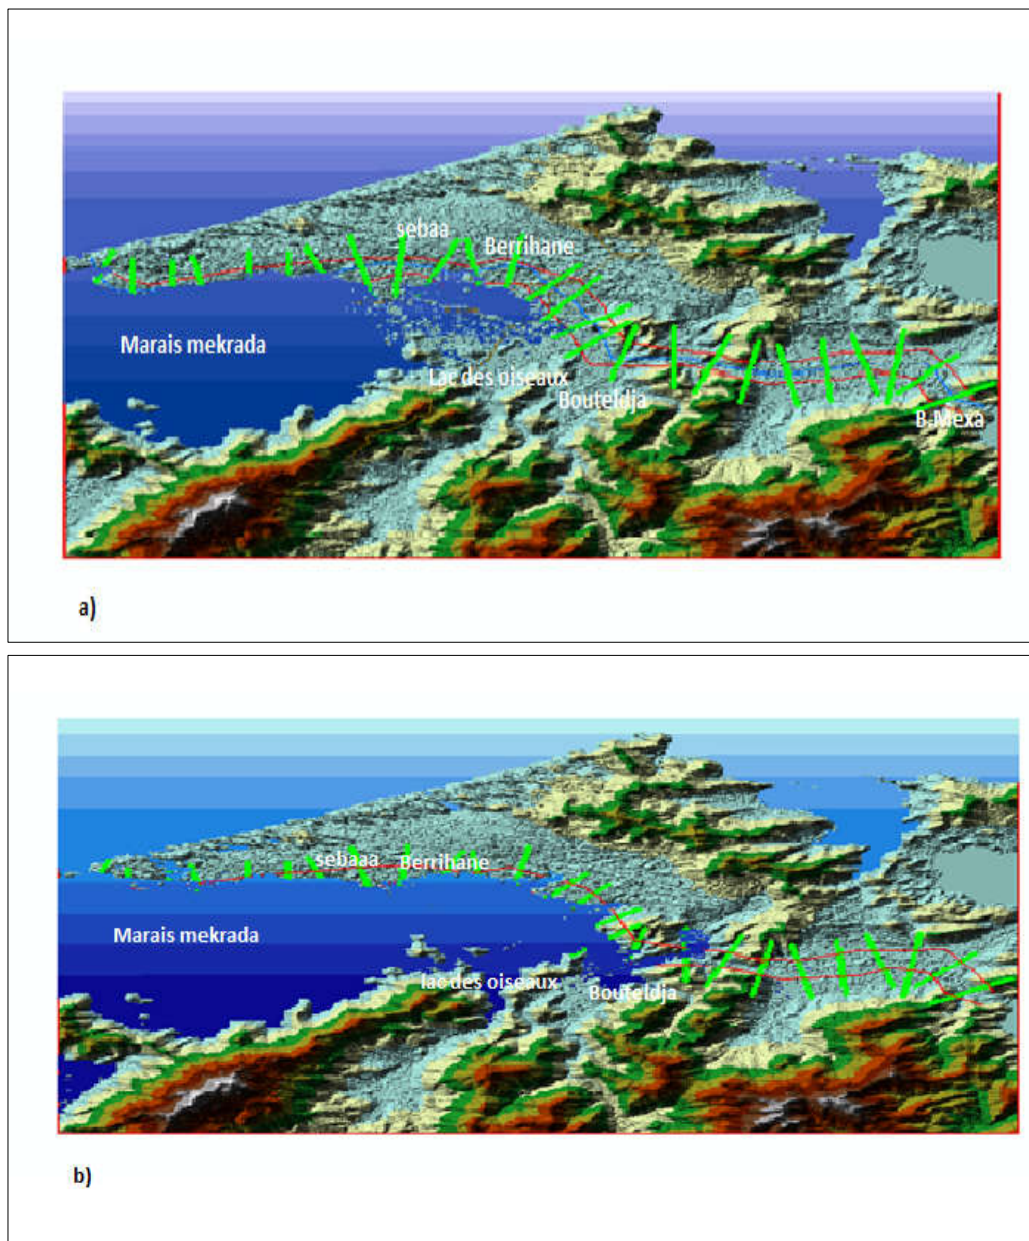 sebaa
Berrihane
Marais mekrada
Lac des oiseaux
Bouteldja
B.Mexa
a)
sebaaa
Berrihane
Marais mekrada
lac des oiseaux
Bouteldja
b)